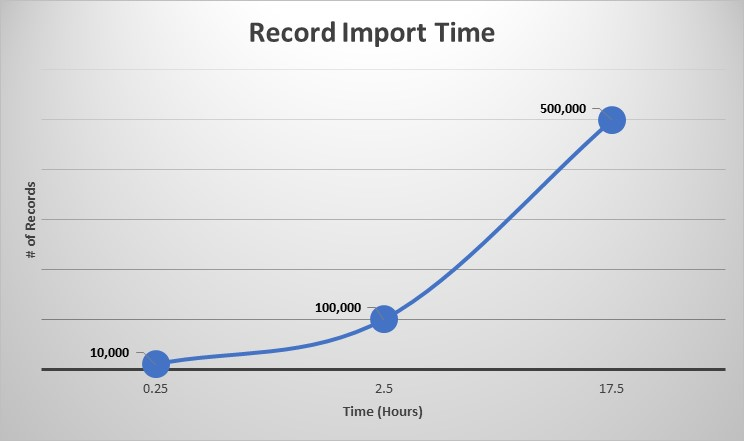 Record Import Time
# of Records
500,000
100,000
10,000
0.25
2.5
17.5
Time (Hours)